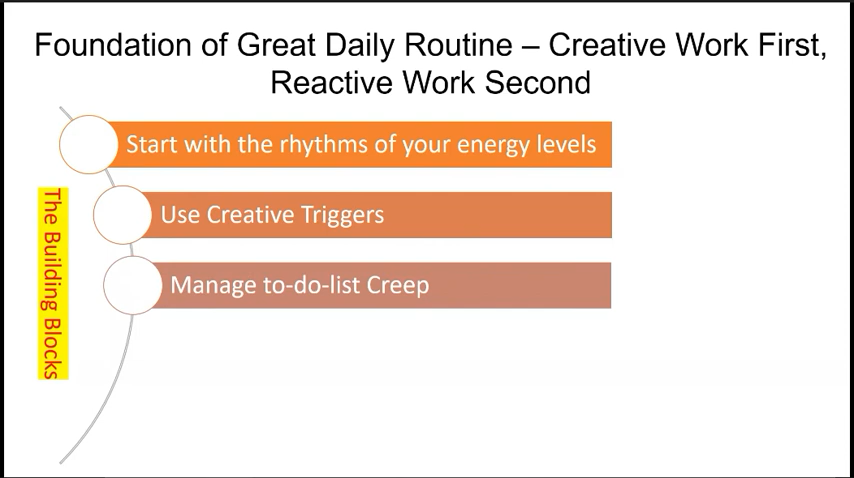 Foundation of Great Daily Routine – Creative Work First,
Reactive Work Second
Start with the rhythms of your energy levels
Use Creative Triggers
Manage to-do-list Creep
The Building Blocks